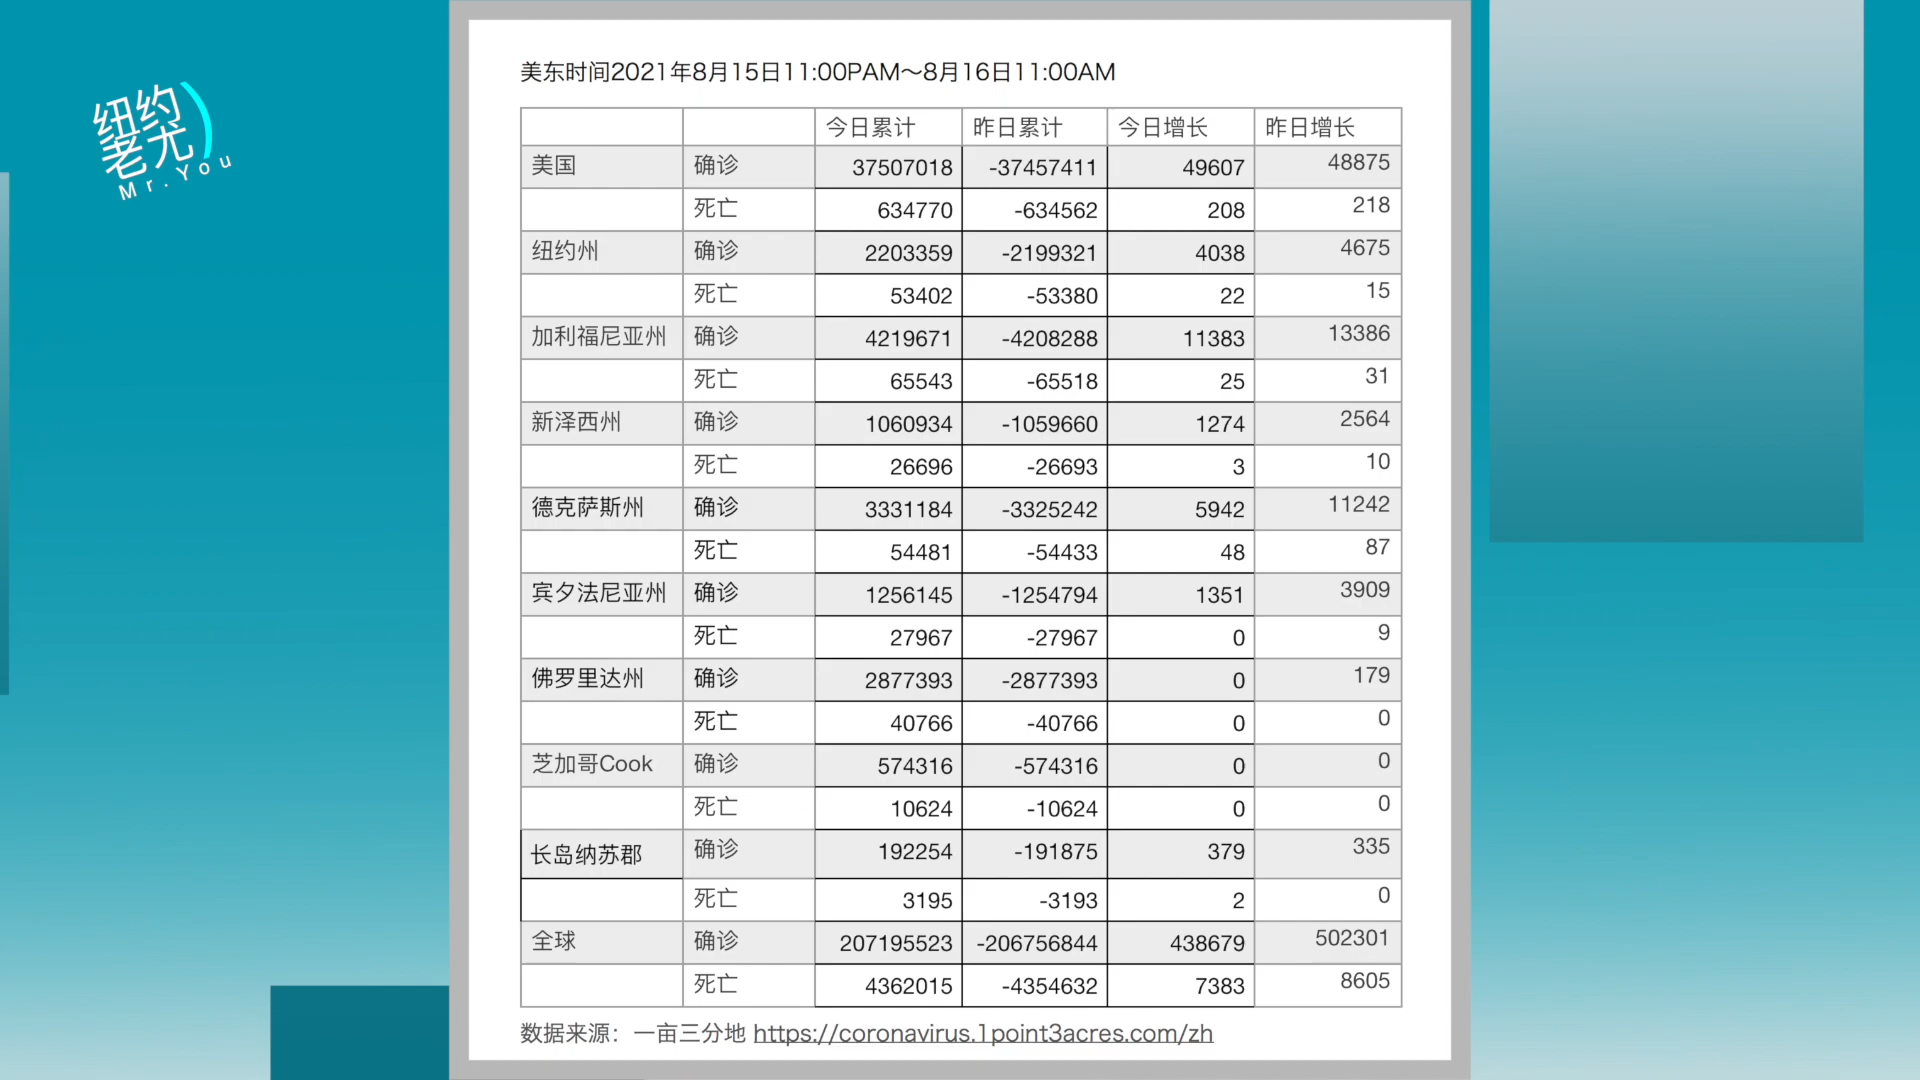 纽约
老尤
Mr.You
美东时间2021年8月15日11:00PAM～8月16日11:00AM
今日累计 昨日累计 今日增长 昨日增长
美国 确诊 37507018 -37457411 49607 48875
死亡 634770 -634562 208 218
纽约州 确诊 2203359 -2199321 4038 4675
死亡 53402 -53380 22 15
加利福尼亚州 确诊 4219671 -4208288 11383 13386
死亡 65543 -65518 25 31
新泽西州 确诊 1060934 -1059660 1274 2564
死亡 26696 -26693 3 10
德克萨斯州 确诊 3331184 -3325242 5942 11242
死亡 54481 -54433 48 87
宾夕法尼亚州 确诊 1256145 -1254794 1351 3909
死亡 27967 -27967 0 9
佛罗里达州 确诊 2877393 -2877393 0 179
死亡 40766 -40766 0 0
芝加哥Cook 确诊 574316 -574316 0 0
死亡 10624 -10624 0 0
长岛纳苏郡 确诊 192254 -191875 379 335
死亡 3195 -3193 2 0
全球 确诊 207195523 -206756844 438679 502301
死亡 4362015 -4354632 7383 8605
数据来源：一亩三分地 https://coronavirus.1point3acres.com/zh